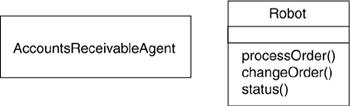 AccountsReceivableAgent
Robot
processOrder()
changeOrder()
status()